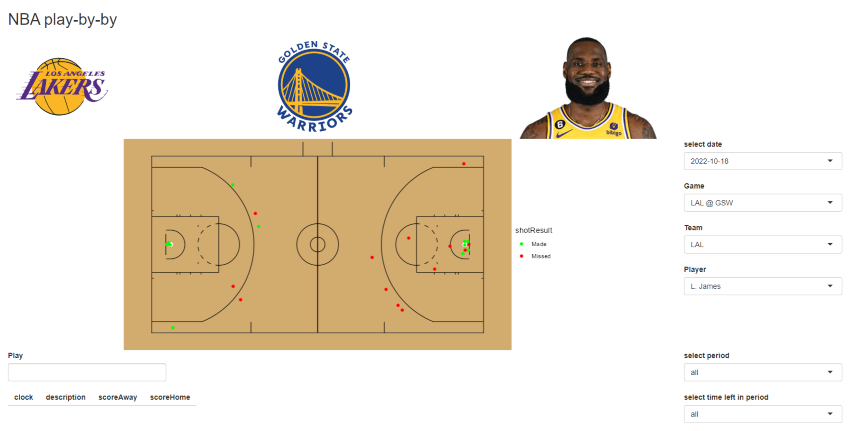 NBA play-by-by
LOS ANGELES
LAKERS
GOLDEN STATE
WARRIORS
6
bibigo
select date
2022-10-18
Game
LAL @ GSW
Team
LAL
Player
L. James
shotResult
Made
Missed
Play
clock description scoreAway scoreHome
select period
all
select time left in period
all